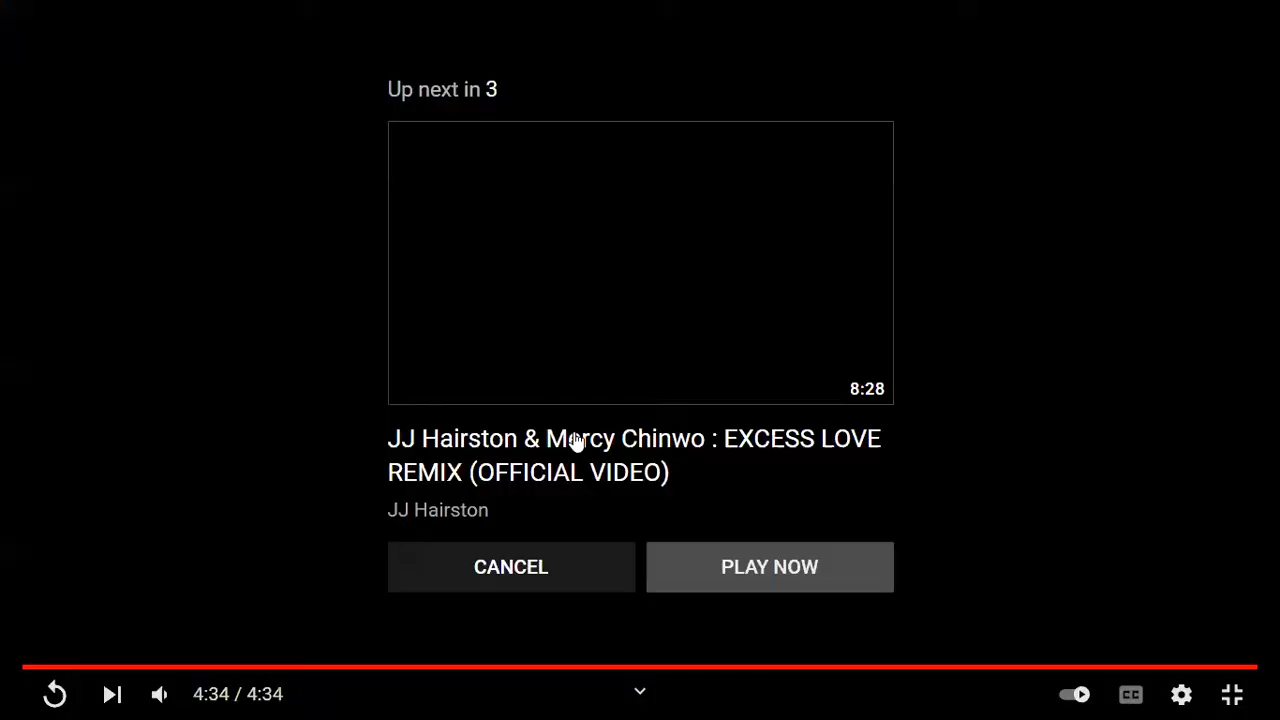 Up next in 3
8:28
JJ Hairston & Mercy Chinwo : EXCESS LOVE
REMIX (OFFICIAL VIDEO)
JJ Hairston
CANCEL
PLAY NOW
4:34 / 4:34
CC